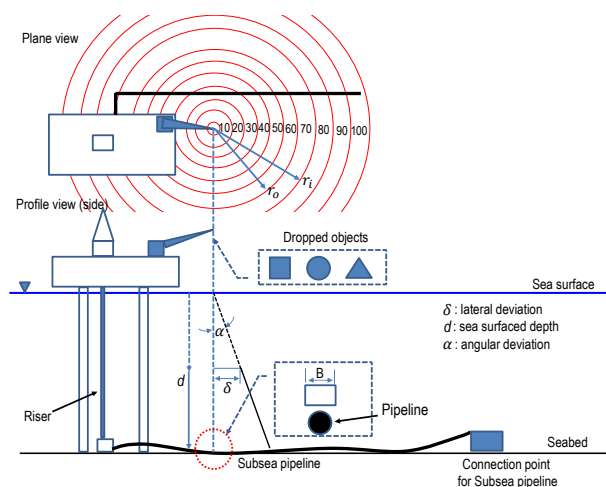 Plane view
10 20 30 40 50 60 70 80 90 100
r_o
r_i
Profile view (side)
Dropped objects
Sea surface
δ : lateral deviation
d : sea surfaced depth
α : angular deviation
α
d
δ
B
Riser
Pipeline
Subsea pipeline
Seabed
Connection point
for Subsea pipeline